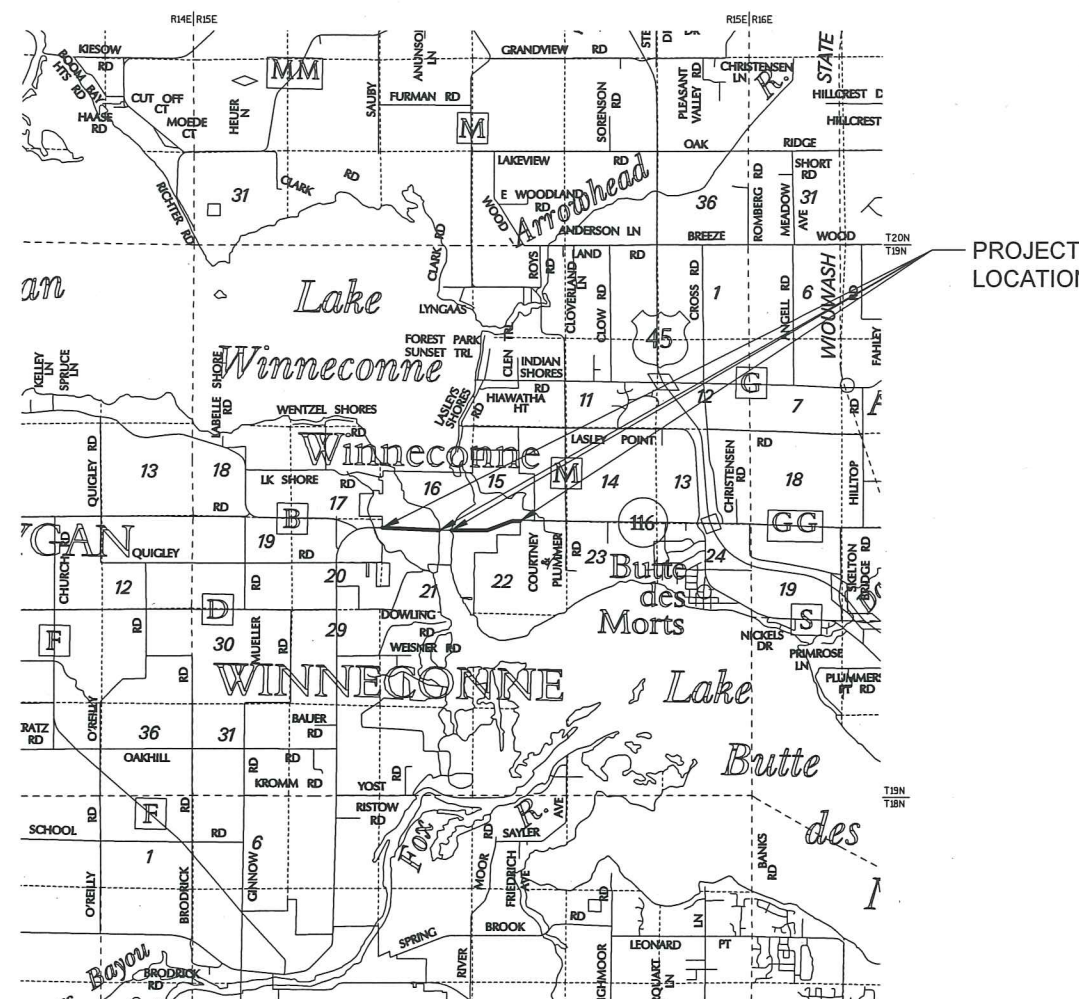 R14E R15E
R15E R16E
KIESOW
RD
BOOM BAY
HTS RD
HAASE
RD
CUT OFF
CT
MOEDE
CT
HEUER
LN
MM
SAUBY
FURMAN RD
M
GRANDVIEW RD
SORENSON
RD
PLEASANT
VALLEY RD
CHRISTENSEN
LN
R.
STATE
HILLCREST D
HILLCREST
OAK RIDGE
LAKEVIEW RD
E WOODLAND
RD
WOOD
Arrowhead
ANDERSON LN
36
ROMBERG RD
MEADOW
AVE
SHORT
RD
31
BREEZE WOOD
T20N
T19N
31
CLARK RD
RICHTER RD
CLARK RD
ROYS
RD
LAND RD
CLOVERLAND
LN
CLOW RD
CROSS RD
1
ANGELL RD
6
WIOUWASH
RD
FAHLEY
PROJECT
LOCATION
an
Lake
Winneconne
LYNGAAS
FOREST PARK
SUNSET TRL
GLEN TRL
INDIAN
SHORES
RD
HIAWATHA
HT
LASLEYS
SHORES
RD
45
G
11
12
7
RD
KELLEY
LN
SPRUCE
LN
LABELLE SHORE
RD
WENTZEL SHORES
RD
Winneconne
LASLEY POINT RD
M
QUIGLEY RD
13
18
RD
LK SHORE
RD
17
16
15
14
13
CHRISTENSEN
RD
18
HILLTOP
B
116
GG
YGAN
QUIGLEY
RD
CHURCH RD
19
20
21
22
COURTNEY
&
PLUMMER
RD
23
24
19
SKELTON
BRIDGE RD
Butte
des
Morts
12
RD
D
RD
DOWLING
RD
F
30
MUELLER
RD
29
WEISNER RD
NICKELS
DR
S
PRIMROSE
LN
PLUMMERS
PT RD
WINNECONNE
Lake
RATZ
RD
O'REILLY
RD
36
31
BAUER
RD
OAKHILL
RD
RD
KROMM RD
YOST RD
Butte
T19N
T18N
RISTOW
RD
F
RD
RD
SCHOOL RD
1
6
Fox
R.
AVE
SAYLER
RD
MOOR
FRIEDRICH
AVE
BANKS
RD
des
O'REILLY
BRODRICK
GINNOW
SPRING BROOK RD
RD
LEONARD PT
LN
RIVER
Bayou
BRODRICK
RD